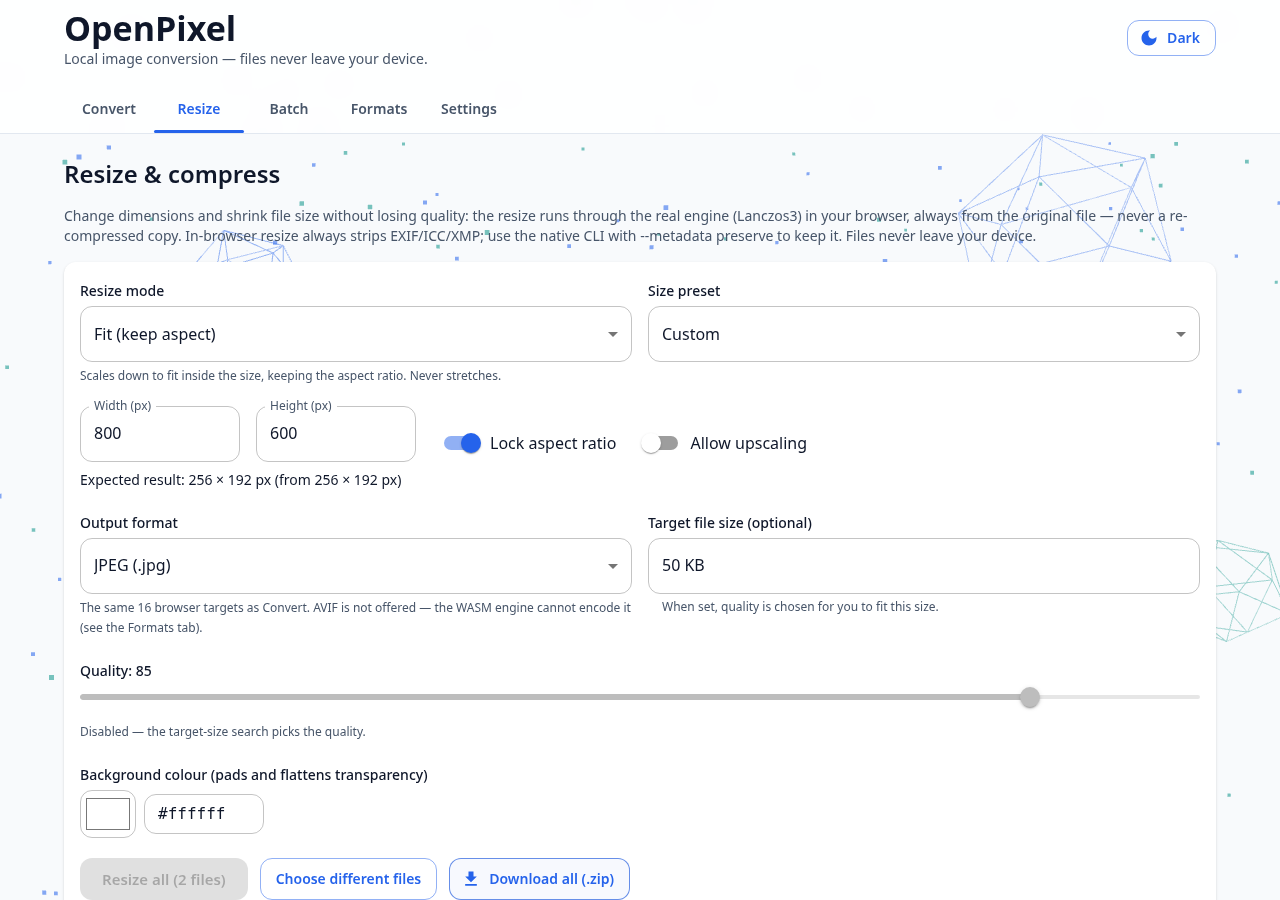 OpenPixel
Local image conversion — files never leave your device.
Dark
Convert
Resize
Batch
Formats
Settings
Resize & compress
Change dimensions and shrink file size without losing quality: the resize runs through the real engine (Lanczos3) in your browser, always from the original file — never a re-
compressed copy. In-browser resize always strips EXIF/ICC/XMP; use the native CLI with --metadata preserve to keep it. Files never leave your device.
Resize mode
Size preset
Fit (keep aspect)
Custom
Scales down to fit inside the size, keeping the aspect ratio. Never stretches.
Width (px)
Height (px)
800
600
Lock aspect ratio
Allow upscaling
Expected result: 256 × 192 px (from 256 × 192 px)
Output format
Target file size (optional)
JPEG (.jpg)
50 KB
The same 16 browser targets as Convert. AVIF is not offered — the WASM engine cannot encode it
(see the Formats tab).
When set, quality is chosen for you to fit this size.
Quality: 85
Disabled — the target-size search picks the quality.
Background colour (pads and flattens transparency)
#ffffff
Resize all (2 files)
Choose different files
Download all (.zip)